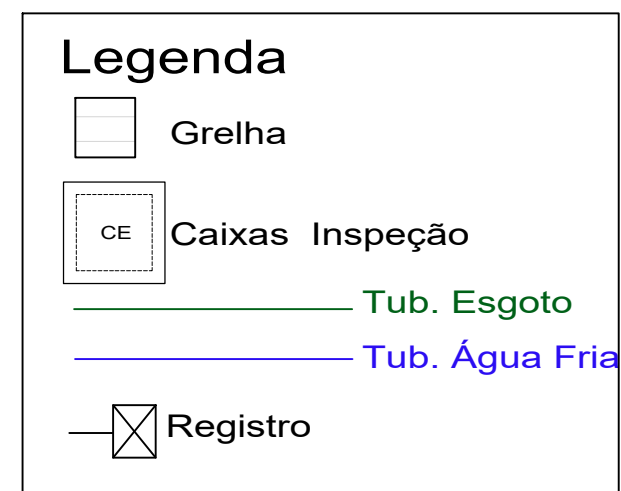 Legenda
Grelha
CE Caixas Inspeção
Tub. Esgoto
Tub. Água Fria
Registro